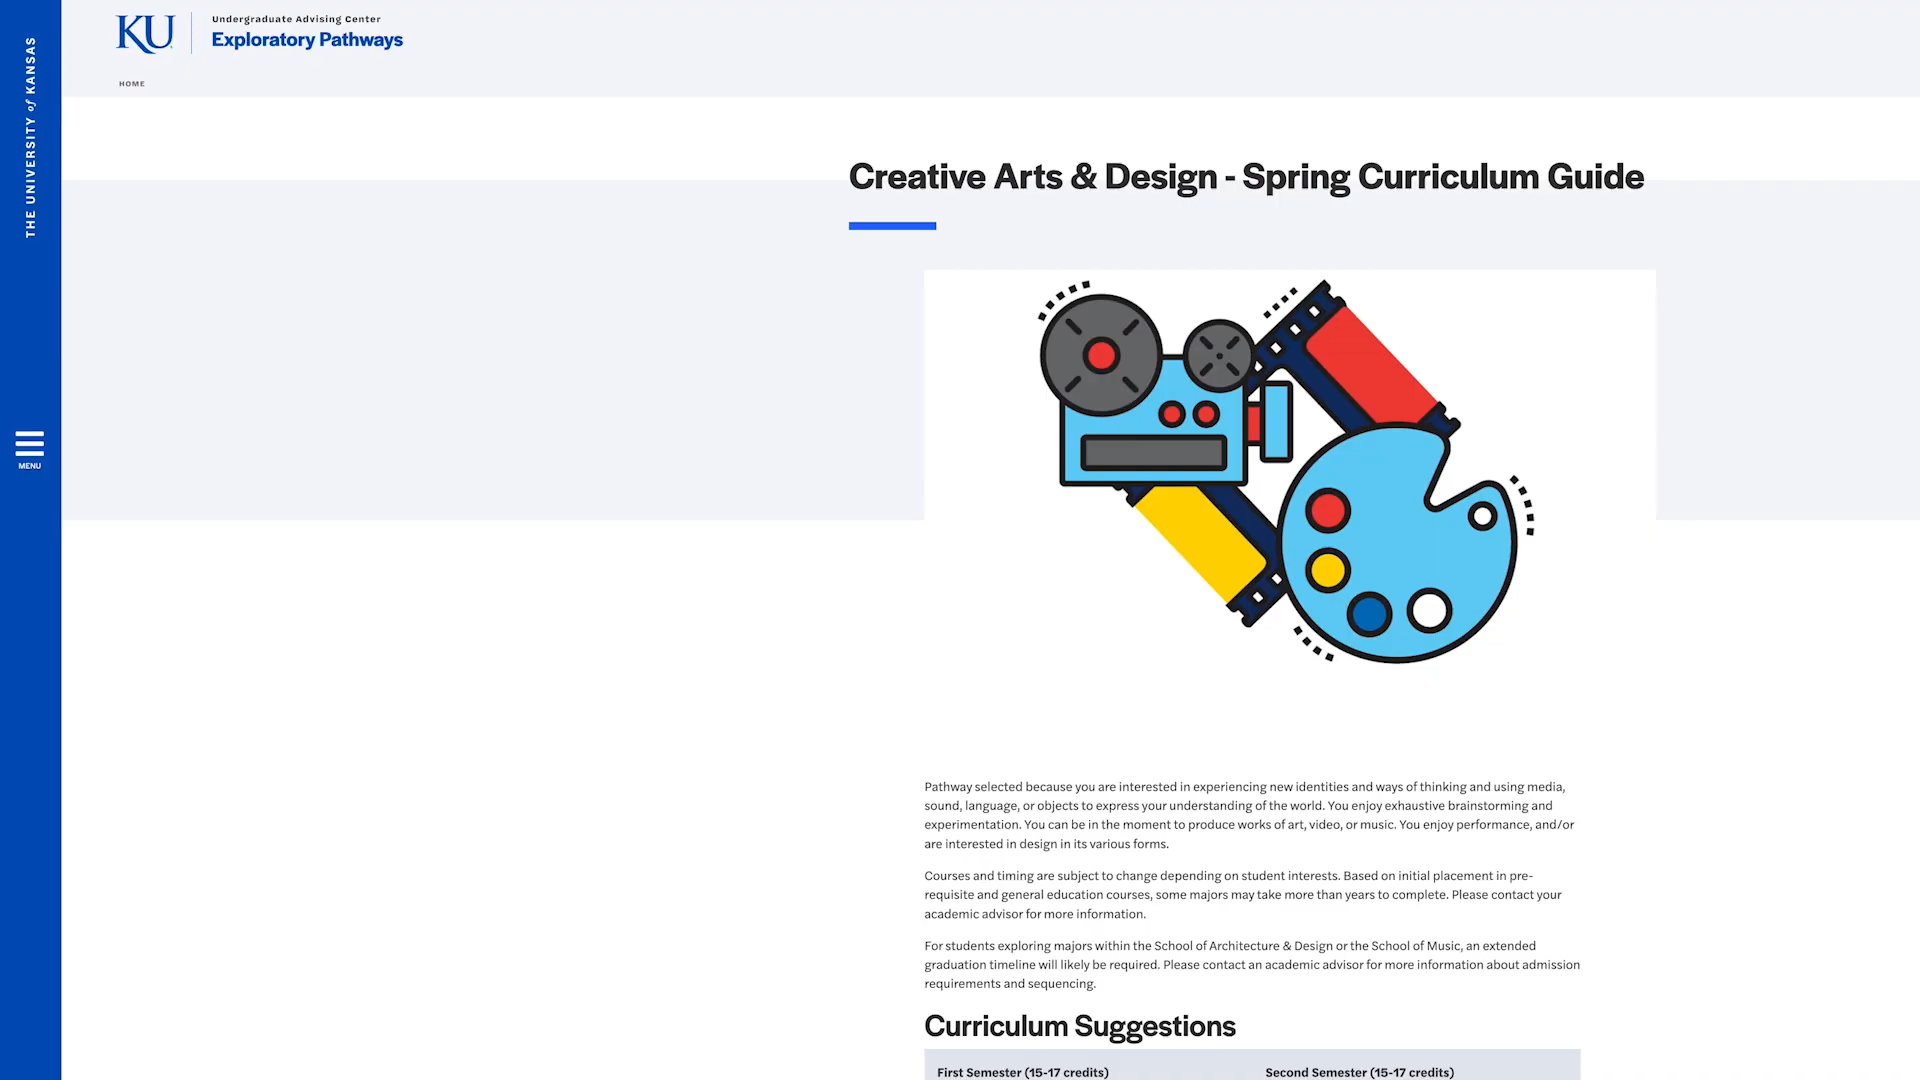 THE UNIVERSITY of KANSAS
MENU
KU
Undergraduate Advising Center
Exploratory Pathways
HOME
Creative Arts & Design - Spring Curriculum Guide
Pathway selected because you are interested in experiencing new identities and ways of thinking and using media,
sound, language, or objects to express your understanding of the world. You enjoy exhaustive brainstorming and
experimentation. You can be in the moment to produce works of art, video, or music. You enjoy performance, and/or
are interested in design in its various forms.
Courses and timing are subject to change depending on student interests. Based on initial placement in pre-
requisite and general education courses, some majors may take more than years to complete. Please contact your
academic advisor for more information.
For students exploring majors within the School of Architecture & Design or the School of Music, an extended
graduation timeline will likely be required. Please contact an academic advisor for more information about admission
requirements and sequencing.
Curriculum Suggestions
First Semester (15-17 credits)
Second Semester (15-17 credits)